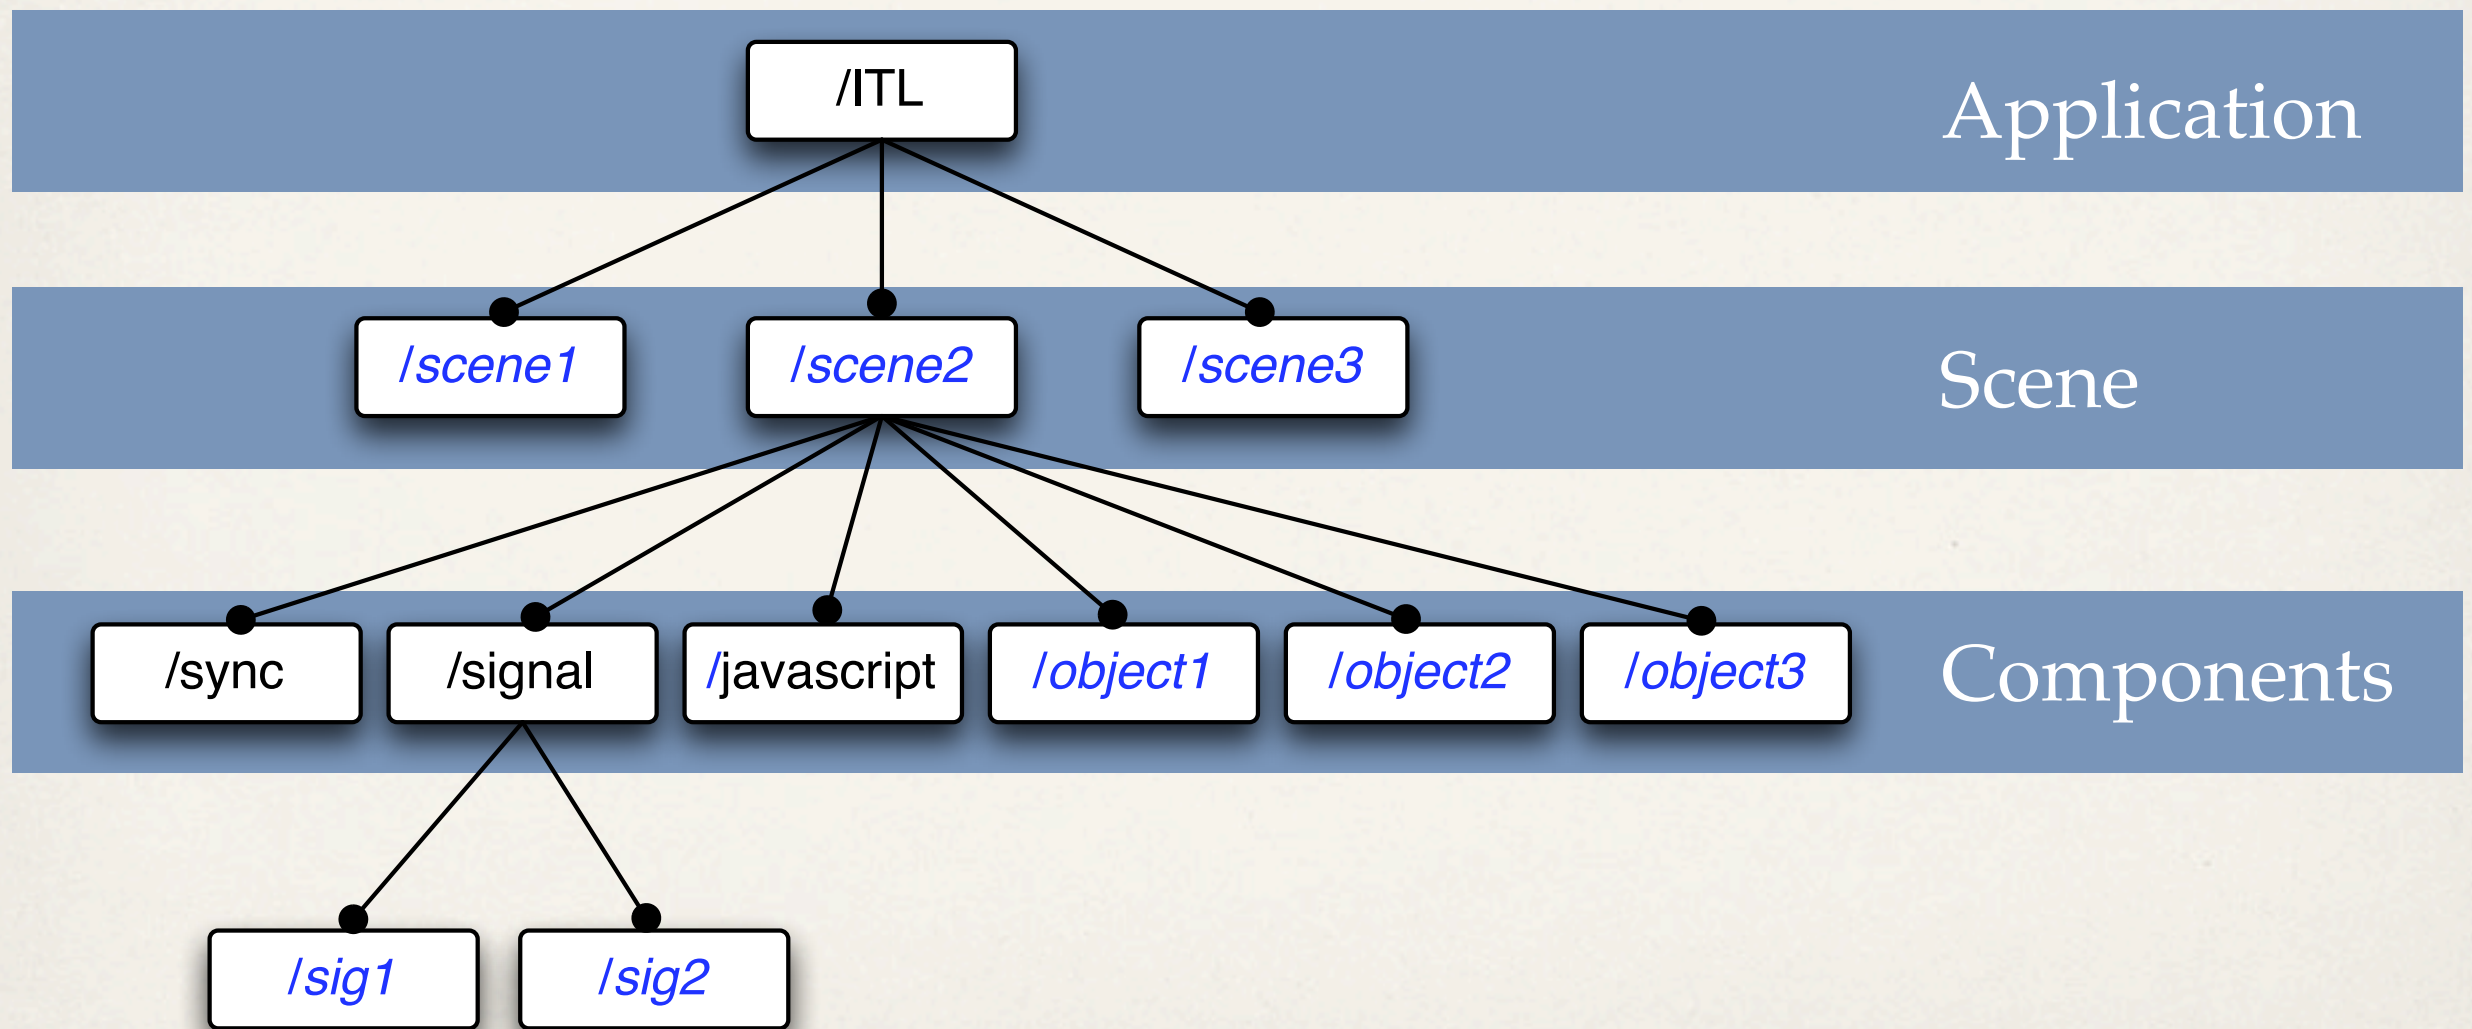 /ITL
Application
/scene1
/scene2
/scene3
Scene
/sync
/signal
/javascript
/object1
/object2
/object3
Components
/sig1
/sig2